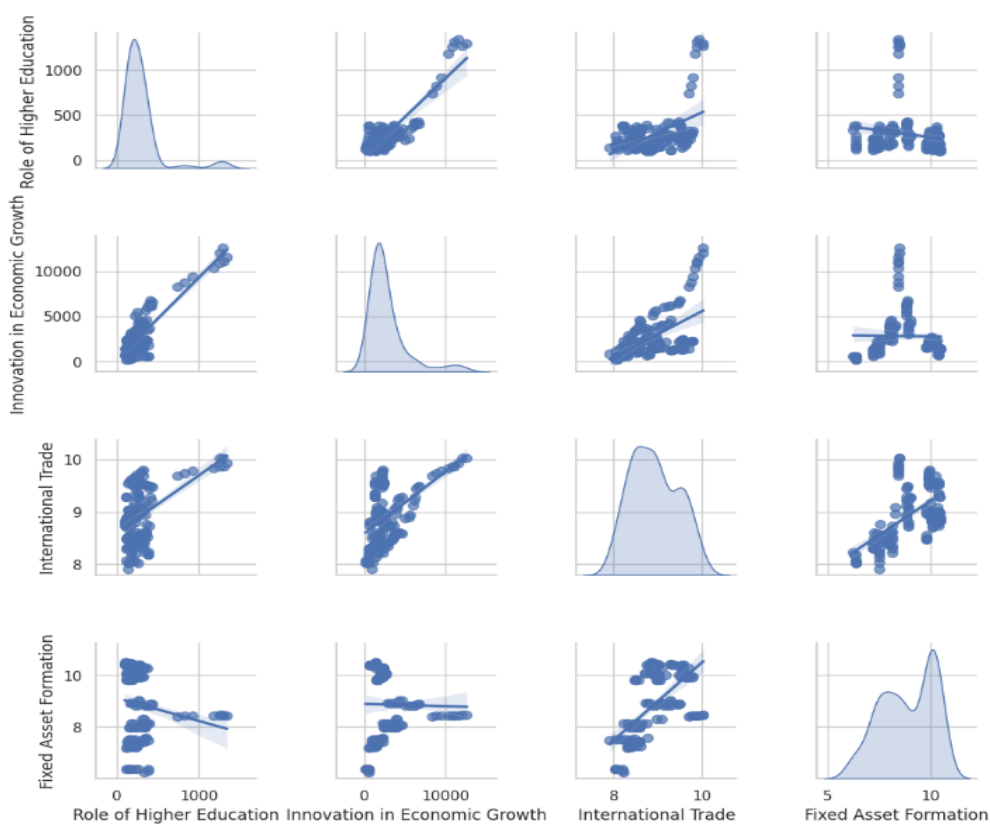 Role of Higher Education
1000
500
0
Innovation in Economic Growth
10000
5000
0
International Trade
10
9
8
Fixed Asset Formation
10
8
0 1000 0 10000 8 10 5 10
Role of Higher Education Innovation in Economic Growth International Trade Fixed Asset Formation